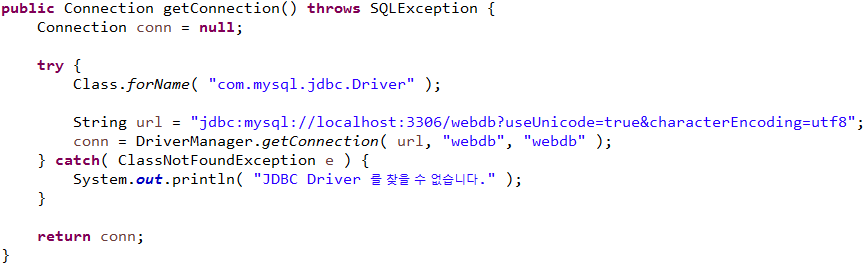 public Connection getConnection() throws SQLException {
Connection conn = null;
try {
Class.forName( "com.mysql.jdbc.Driver" );
String url = "jdbc:mysql://localhost:3306/webdb?useUnicode=true&characterEncoding=utf8";
conn = DriverManager.getConnection( url, "webdb", "webdb" );
} catch( ClassNotFoundException e ) {
System.out.println( "JDBC Driver 를 찾을 수 없습니다." );
}
return conn;
}